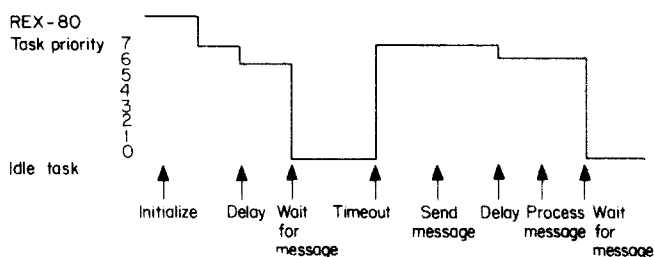 REX-80
Task priority
7
6
5
4
3
2
1
0
Idle task
Initialize
Delay
Wait for message
Timeout
Send message
Delay
Process message
Wait for message